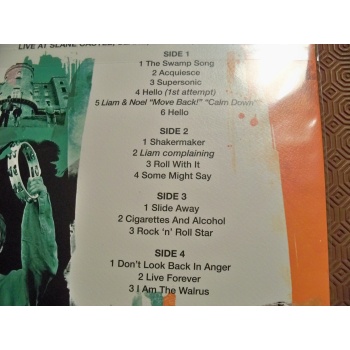 LIVE AT SLANE CASTLE,
SIDE 1
1 The Swamp Song
2 Acquiesce
3 Supersonic
4 Hello (1st attempt)
5 Liam & Noel "Move Back!" "Calm Down"
6 Hello
SIDE 2
1 Shakermaker
2 Liam complaining
3 Roll With It
4 Some Might Say
SIDE 3
1 Slide Away
2 Cigarettes And Alcohol
3 Rock 'n' Roll Star
SIDE 4
1 Don't Look Back In Anger
2 Live Forever
3 I Am The Walrus